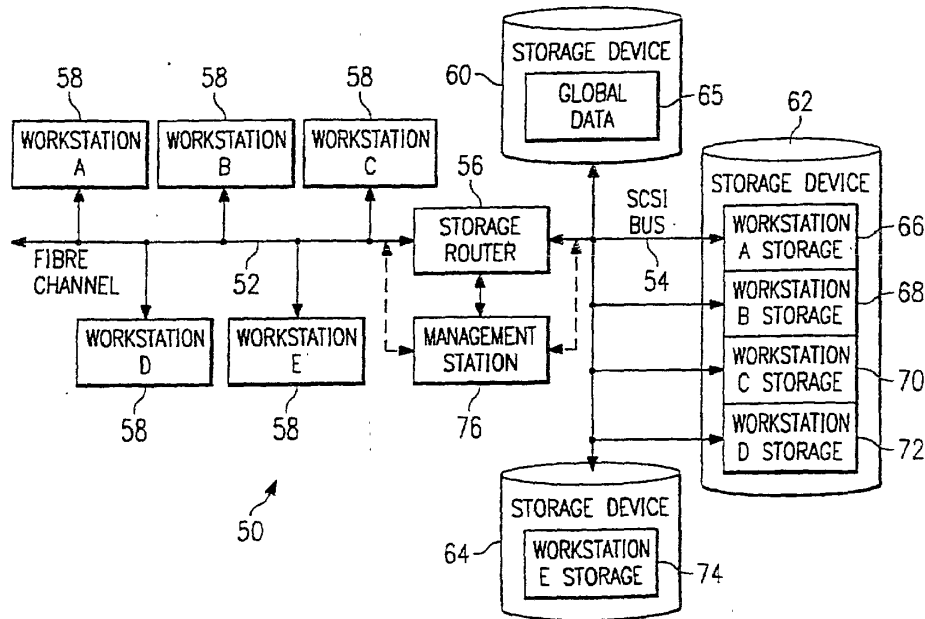 STORAGE DEVICE
60
GLOBAL
DATA
65
58
58
58
WORKSTATION
A
WORKSTATION
B
WORKSTATION
C
62
STORAGE DEVICE
56
STORAGE
ROUTER
SCSI
BUS
54
WORKSTATION
A STORAGE
66
FIBRE
CHANNEL
52
WORKSTATION
B STORAGE
68
WORKSTATION
D
WORKSTATION
E
MANAGEMENT
STATION
WORKSTATION
C STORAGE
70
58
58
76
WORKSTATION
D STORAGE
72
50
STORAGE DEVICE
64
WORKSTATION
E STORAGE
74